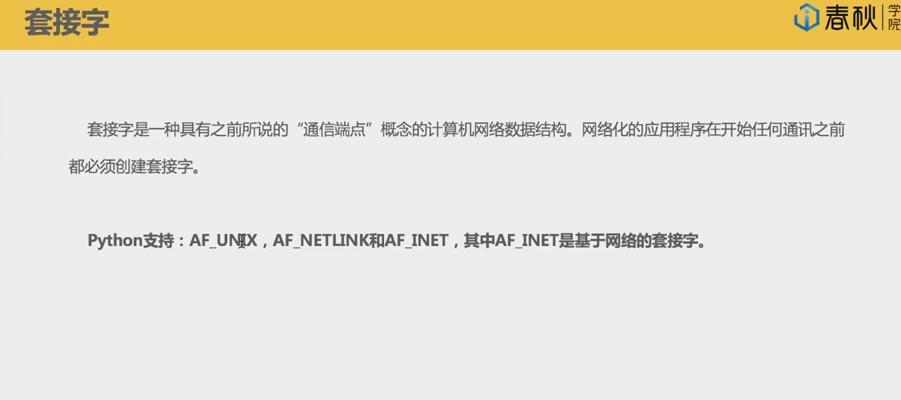 套接字
春秋学院
套接字是一种具有之前所说的“通信端点”概念的计算机网络数据结构。网络化的应用程序在开始任何通讯之前
都必须创建套接字。
Python支持：AF_UNIX，AF_NETLINK和AF_INET，其中AF_INET是基于网络的套接字。